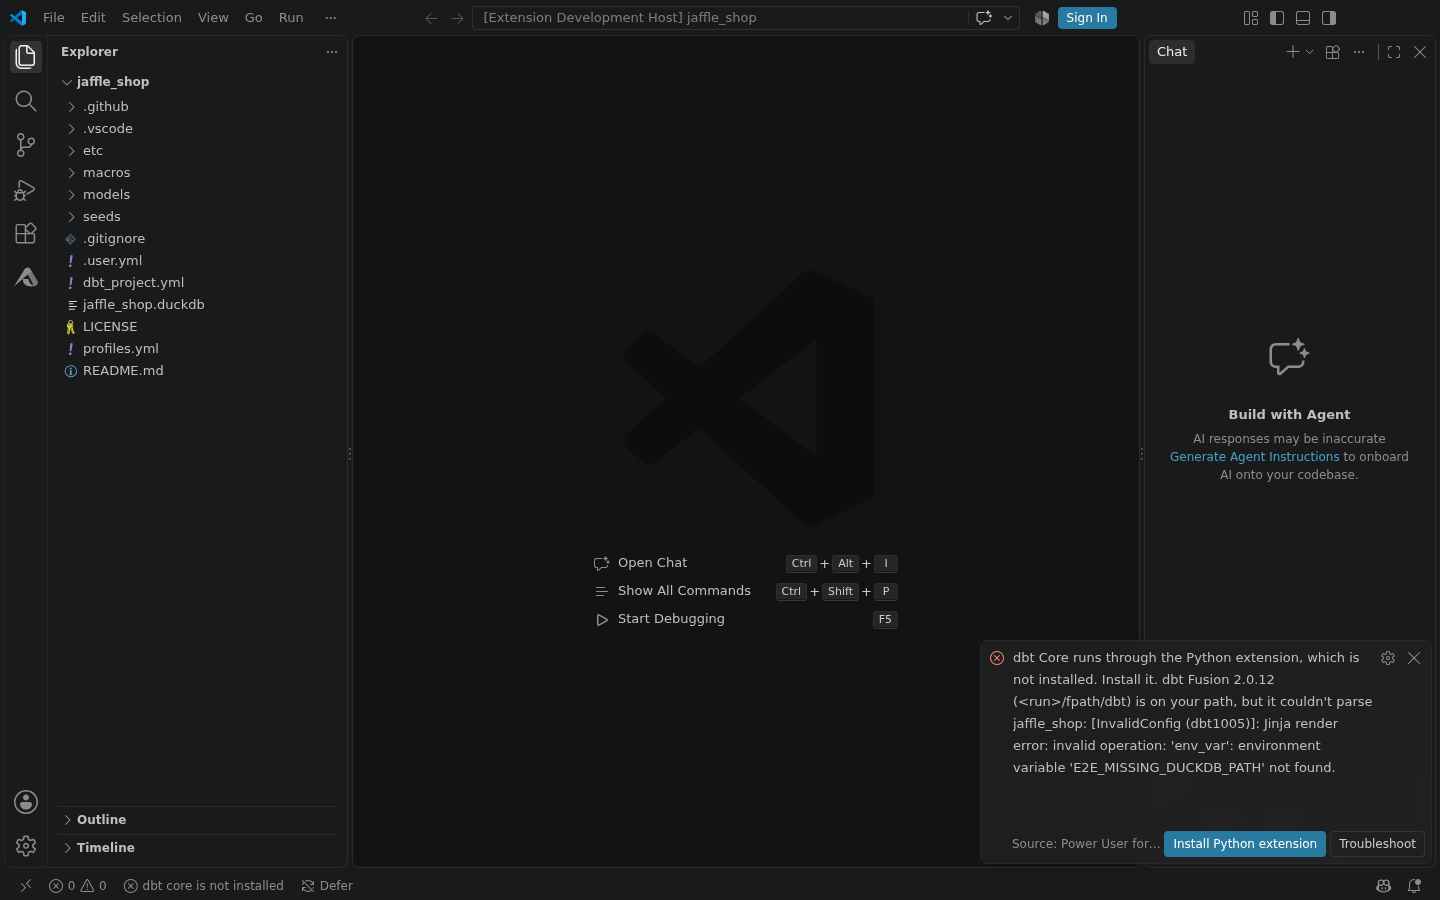 File Edit Selection View Go Run ···
[Extension Development Host] jaffle_shop
Sign In
Explorer
jaffle_shop
.github
.vscode
etc
macros
models
seeds
.gitignore
.user.yml
dbt_project.yml
jaffle_shop.duckdb
LICENSE
profiles.yml
README.md
Outline
Timeline
Open Chat Ctrl + Alt + I
Show All Commands Ctrl + Shift + P
Start Debugging F5
Chat
Build with Agent
AI responses may be inaccurate
Generate Agent Instructions to onboard
AI onto your codebase.
dbt Core runs through the Python extension, which is
not installed. Install it. dbt Fusion 2.0.12
(<run>/fpath/dbt) is on your path, but it couldn't parse
jaffle_shop: [InvalidConfig (dbt1005)]: Jinja render
error: invalid operation: 'env_var': environment
variable 'E2E_MISSING_DUCKDB_PATH' not found.
Source: Power User for...
Install Python extension
Troubleshoot
0 0 dbt core is not installed Defer